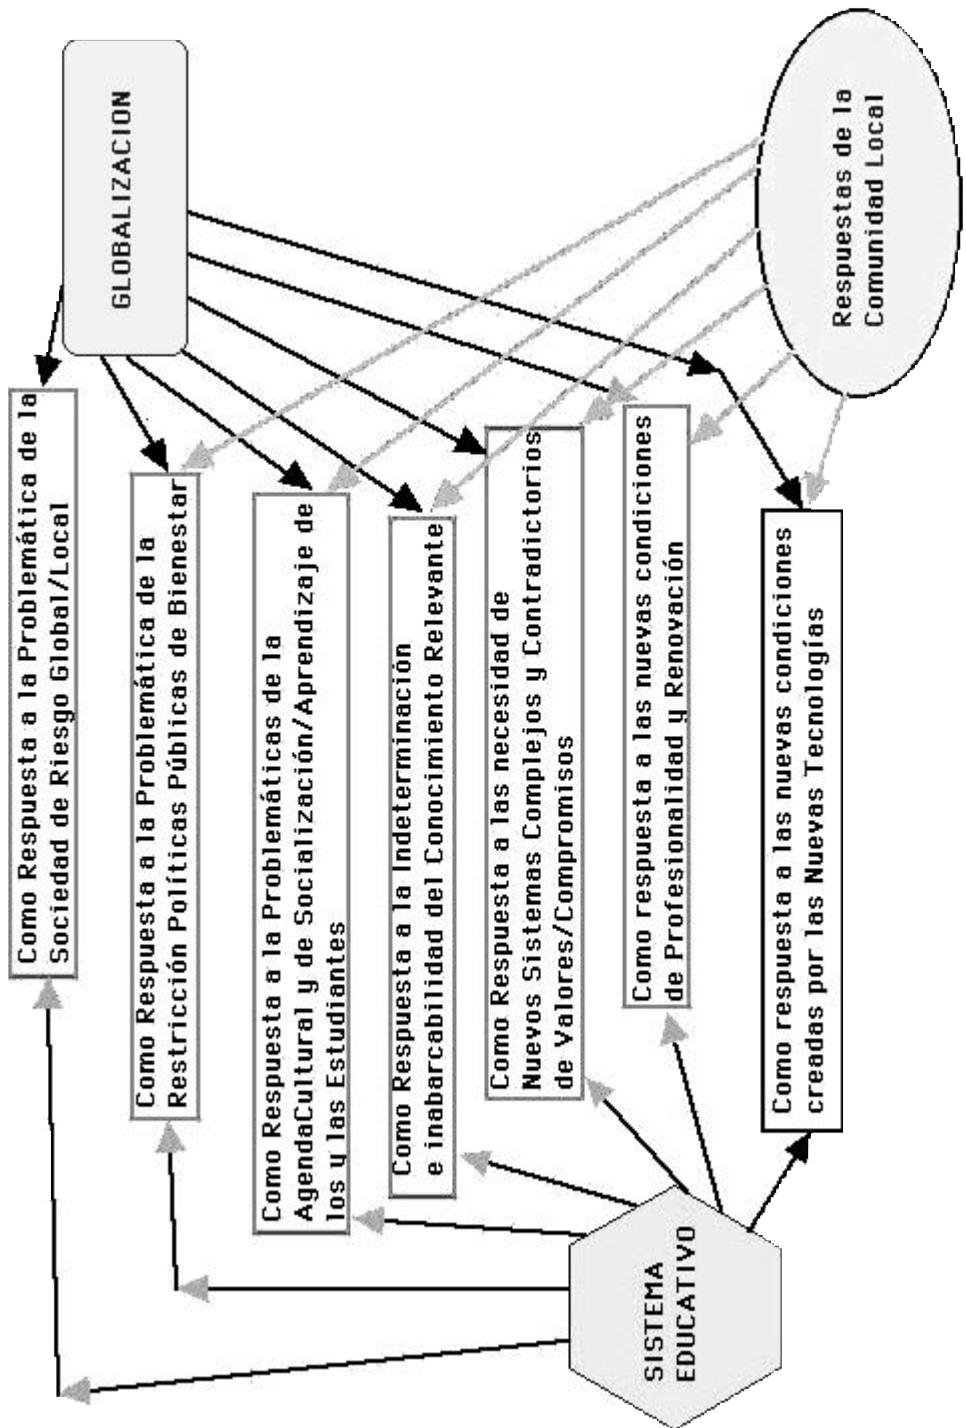 GLOBALIZACION
Respuestas de la
Comunidad Local
Como Respuesta a la Problemática de la
Sociedad de Riesgo Global/Local
Como Respuesta a la Problemática de la
Restricción Políticas Públicas de Bienestar
Como Respuesta a la Problemáticas de la
AgendaCultural y de Socialización/Aprendizaje de
los y las Estudiantes
Como Respuesta a la Indeterminación
e inabarcabilidad del Conocimiento Relevante
Como Respuesta a las necesidad de
Nuevos Sistemas Complejos y Contradictorios
de Valores/Compromisos
Como respuesta a las nuevas condiciones
de Profesionalidad y Renovación
Como respuesta a las nuevas condiciones
creadas por las Nuevas Tecnologías
SISTEMA
EDUCATIVO